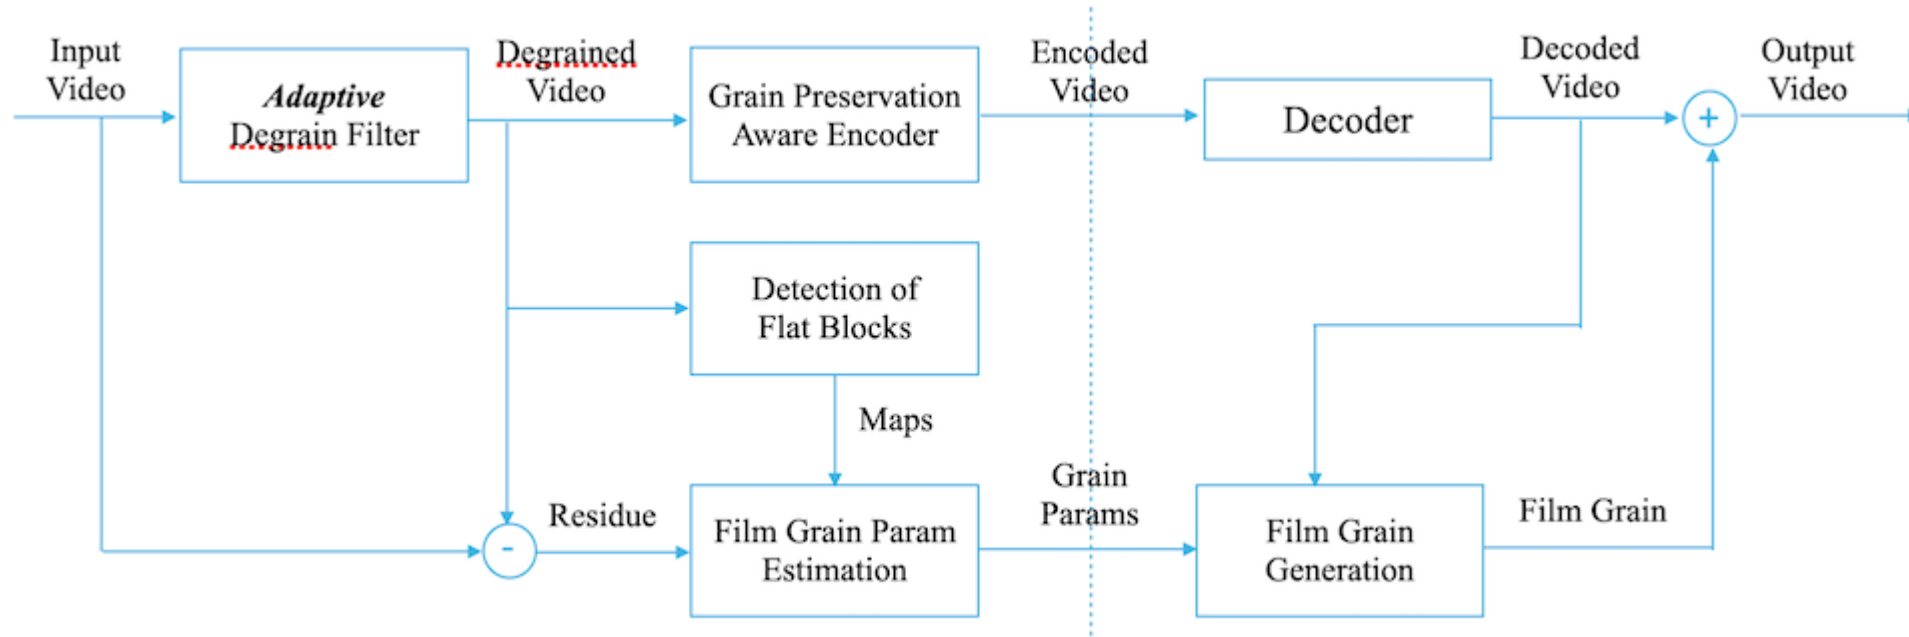 Input
Video
Adaptive
Degrain Filter
Degrained
Video
Grain Preservation
Aware Encoder
Encoded
Video
Decoder
Decoded
Video
+
Output
Video
Detection of
Flat Blocks
Maps
-
Residue
Film Grain Param
Estimation
Grain
Params
Film Grain
Generation
Film Grain